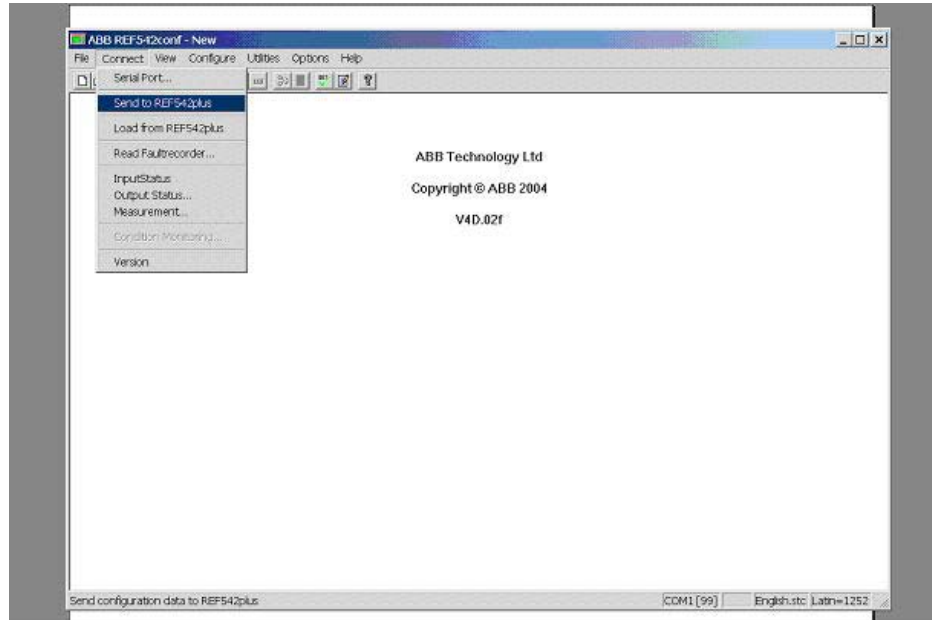 ABB REF542conf - New
File Connect View Configure Utilities Options Help
Serial Port...
Send to REF542plus
Load from REF542plus
Read Faultrecorder...
InputStatus
Output Status...
Measurement...
Condition Monitoring...
Version
ABB Technology Ltd
Copyright © ABB 2004
V4D.02f
Send configuration data to REF542plus
COM1 [99]
English.stc
Latin=1252